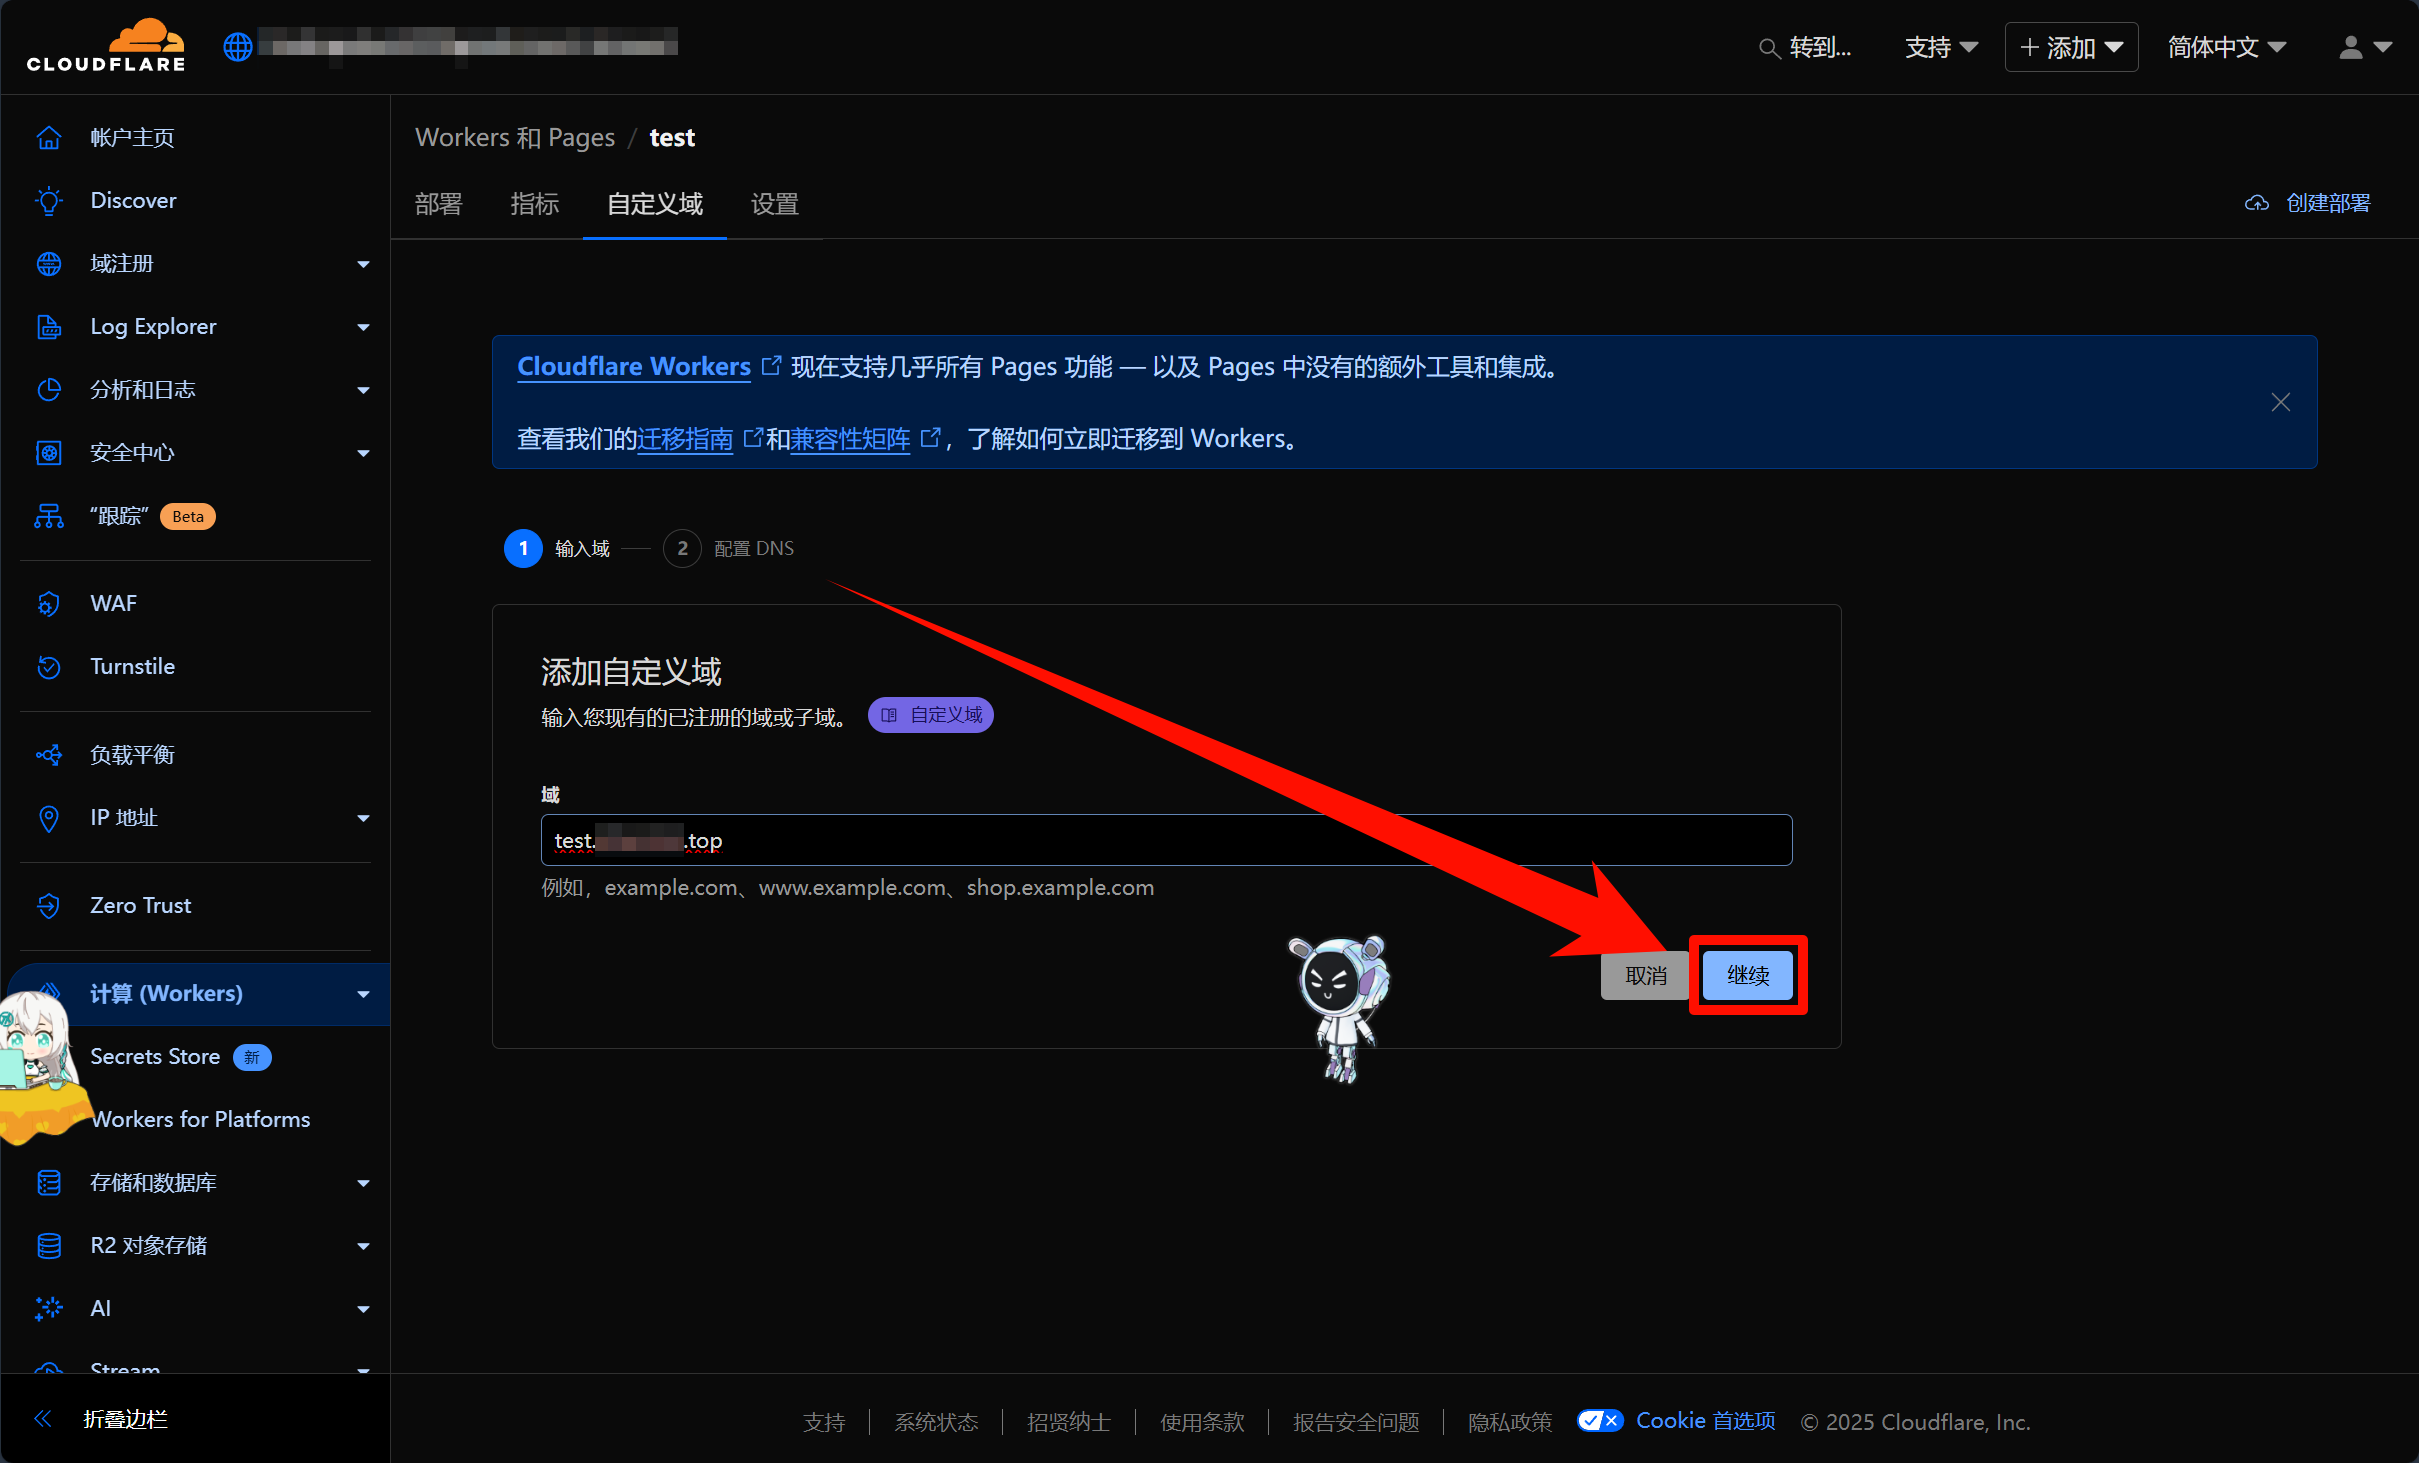 CLOUDFLARE
转到...
支持
添加
简体中文
帐户主页
Discover
域注册
Log Explorer
分析和日志
安全中心
“跟踪” Beta
WAF
Turnstile
负载平衡
IP 地址
Zero Trust
计算 (Workers)
Secrets Store 新
Workers for Platforms
存储和数据库
R2 对象存储
AI
Stream
折叠边栏
Workers 和 Pages / test
部署 指标 自定义域 设置
创建部署
Cloudflare Workers 现在支持几乎所有 Pages 功能 — 以及 Pages 中没有的额外工具和集成。
查看我们的迁移指南 和兼容性矩阵 ，了解如何立即迁移到 Workers。
1 输入域 2 配置 DNS
添加自定义域
输入您现有的已注册的域或子域。 自定义域
域
test. .top
例如，example.com、www.example.com、shop.example.com
取消 继续
支持 系统状态 招贤纳士 使用条款 报告安全问题 隐私政策 Cookie 首选项 © 2025 Cloudflare, Inc.